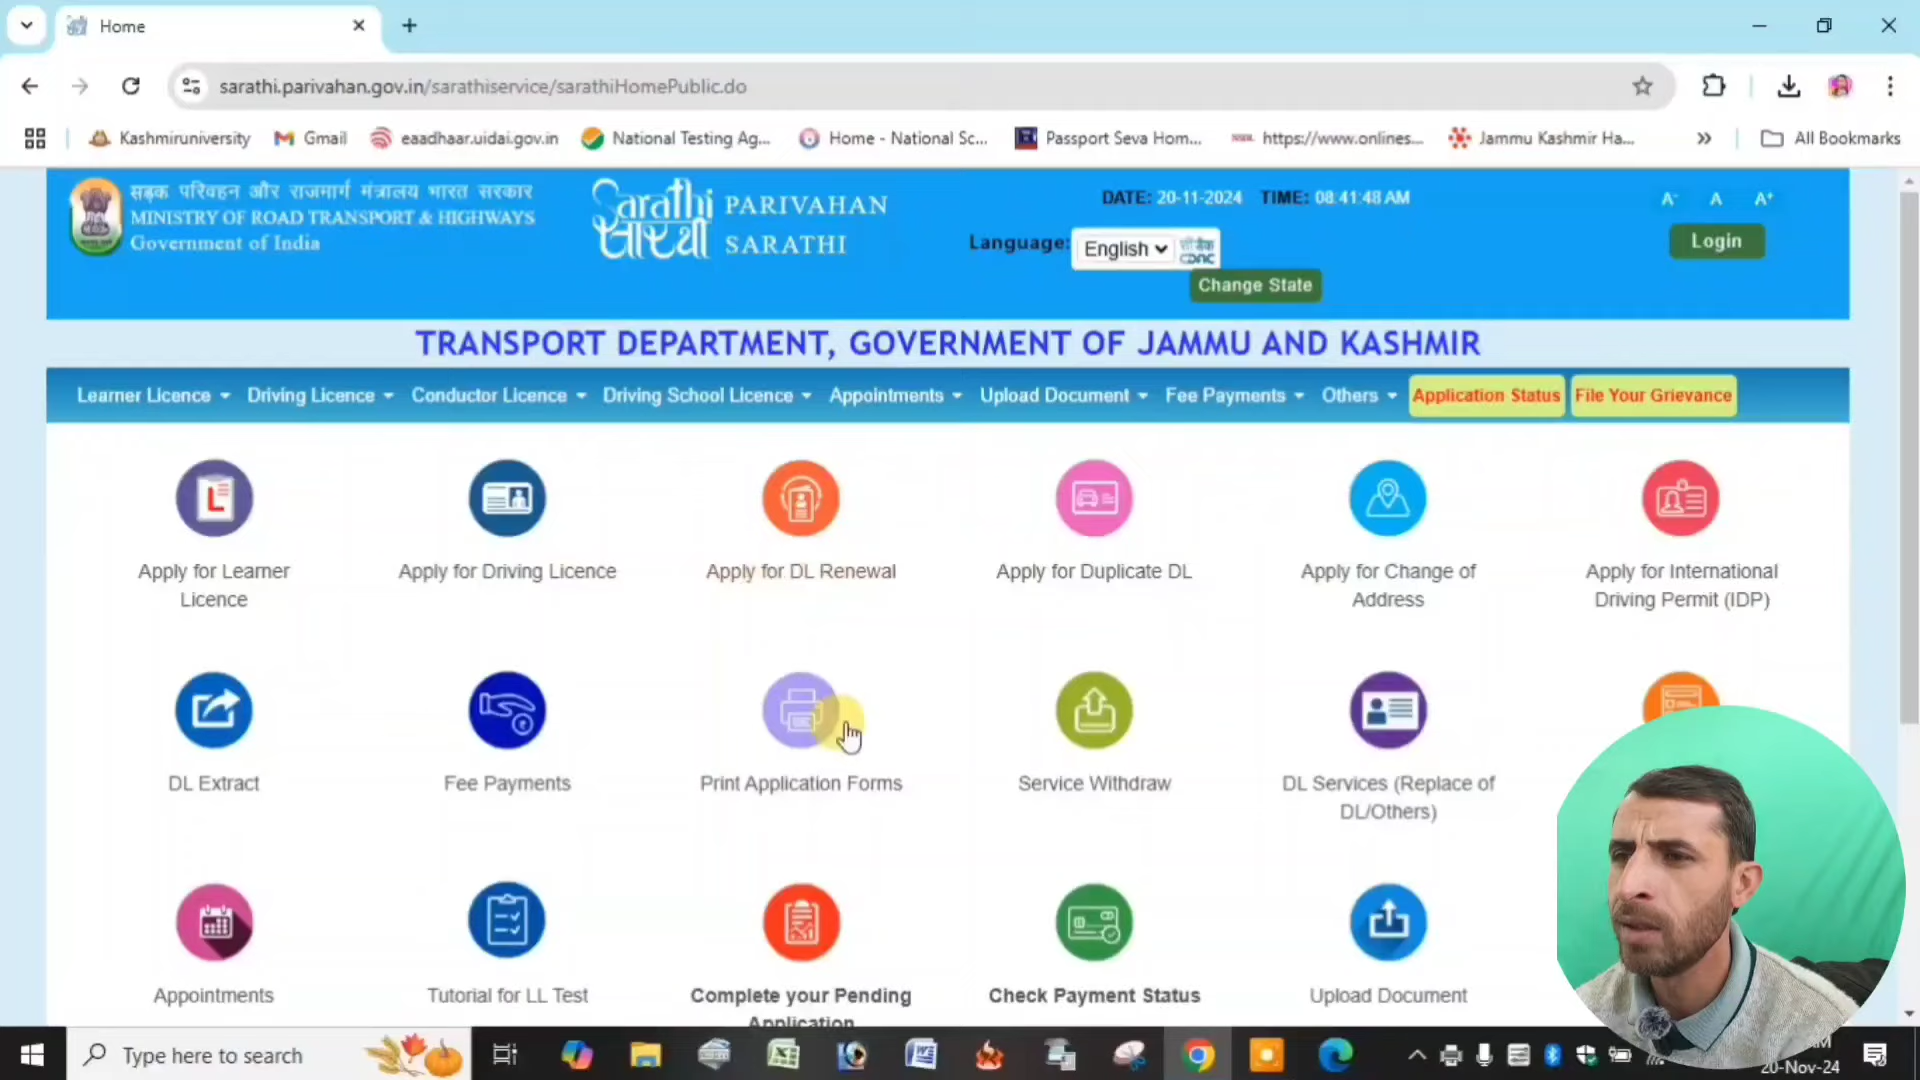 Home
sarathi.parivahan.gov.in/sarathiservice/sarathiHomePublic.do
Kashmiruniversity Gmail eaadhaar.uidai.gov.in National Testing Ag... Home - National Sc... Passport Seva Hom... https://www.onlines... Jammu Kashmir Ha... » All Bookmarks
सड़क परिवहन और राजमार्ग मंत्रालय भारत सरकार
MINISTRY OF ROAD TRANSPORT & HIGHWAYS
Government of India
Sarathi
सारथी
PARIVAHAN
SARATHI
DATE: 20-11-2024 TIME: 08:41:48 AM
Language: English
सी डैक
CDAC
Change State
A- A A+
Login
TRANSPORT DEPARTMENT, GOVERNMENT OF JAMMU AND KASHMIR
Learner Licence Driving Licence Conductor Licence Driving School Licence Appointments Upload Document Fee Payments Others Application Status File Your Grievance
L
Apply for Learner
Licence
Apply for Driving Licence
Apply for DL Renewal
Apply for Duplicate DL
Apply for Change of
Address
Apply for International
Driving Permit (IDP)
DL Extract
Fee Payments
Print Application Forms
Service Withdraw
DL Services (Replace of
DL/Others)
Appointments
Tutorial for LL Test
Complete your Pending
Application
Check Payment Status
Upload Document
Type here to search
20-Nov-24